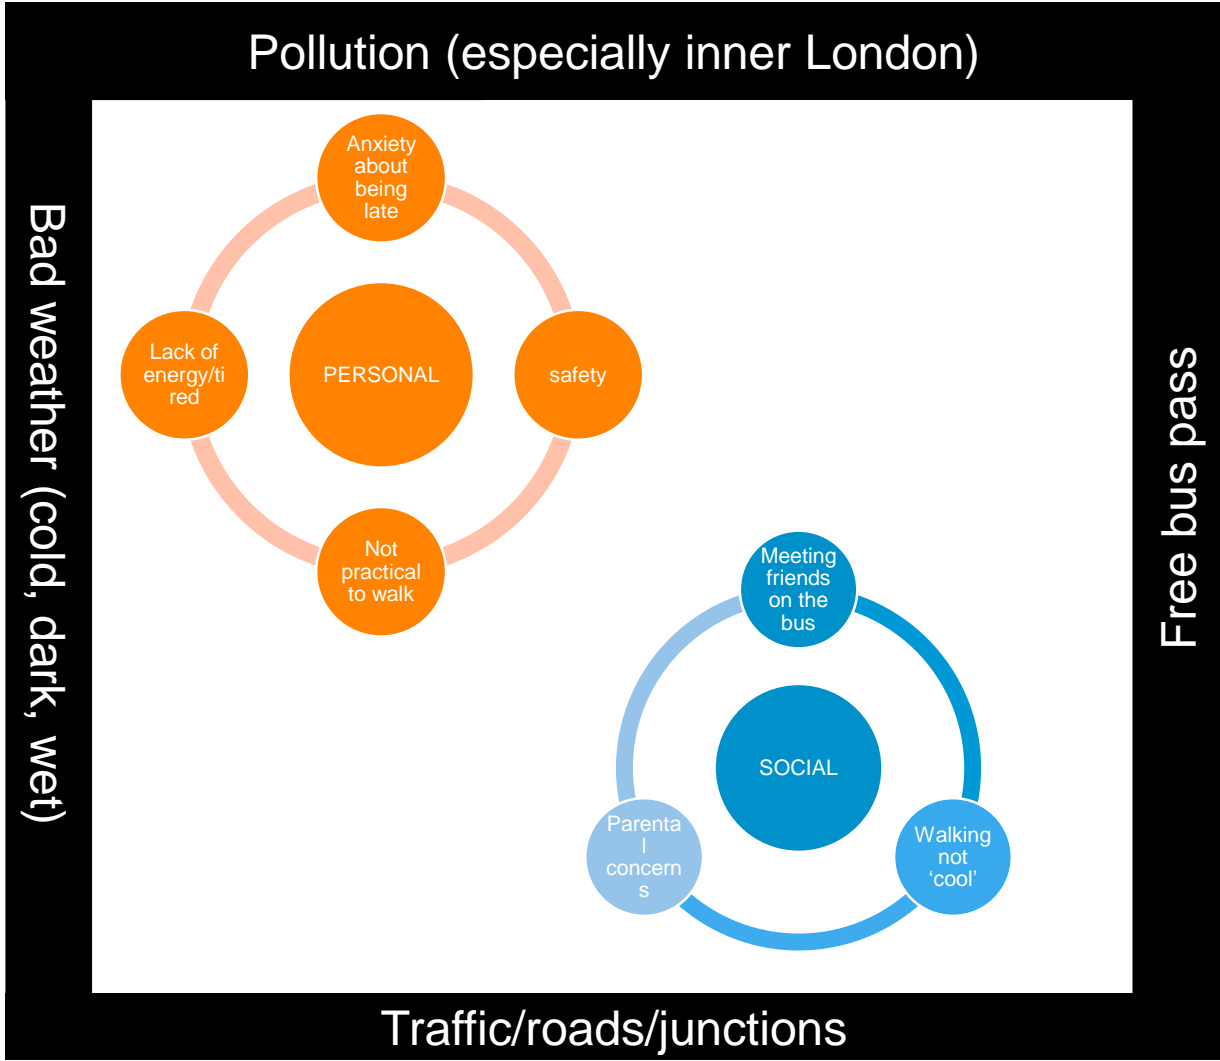 Pollution (especially inner London)
Bad weather (cold, dark, wet)
Anxiety
about
being
late
Lack of
energy/ti
red
PERSONAL
safety
Not
practical
to walk
Free bus pass
Meeting
friends
on the
bus
SOCIAL
Parenta
l
concern
s
Walking
not
‘cool’
Traffic/roads/junctions